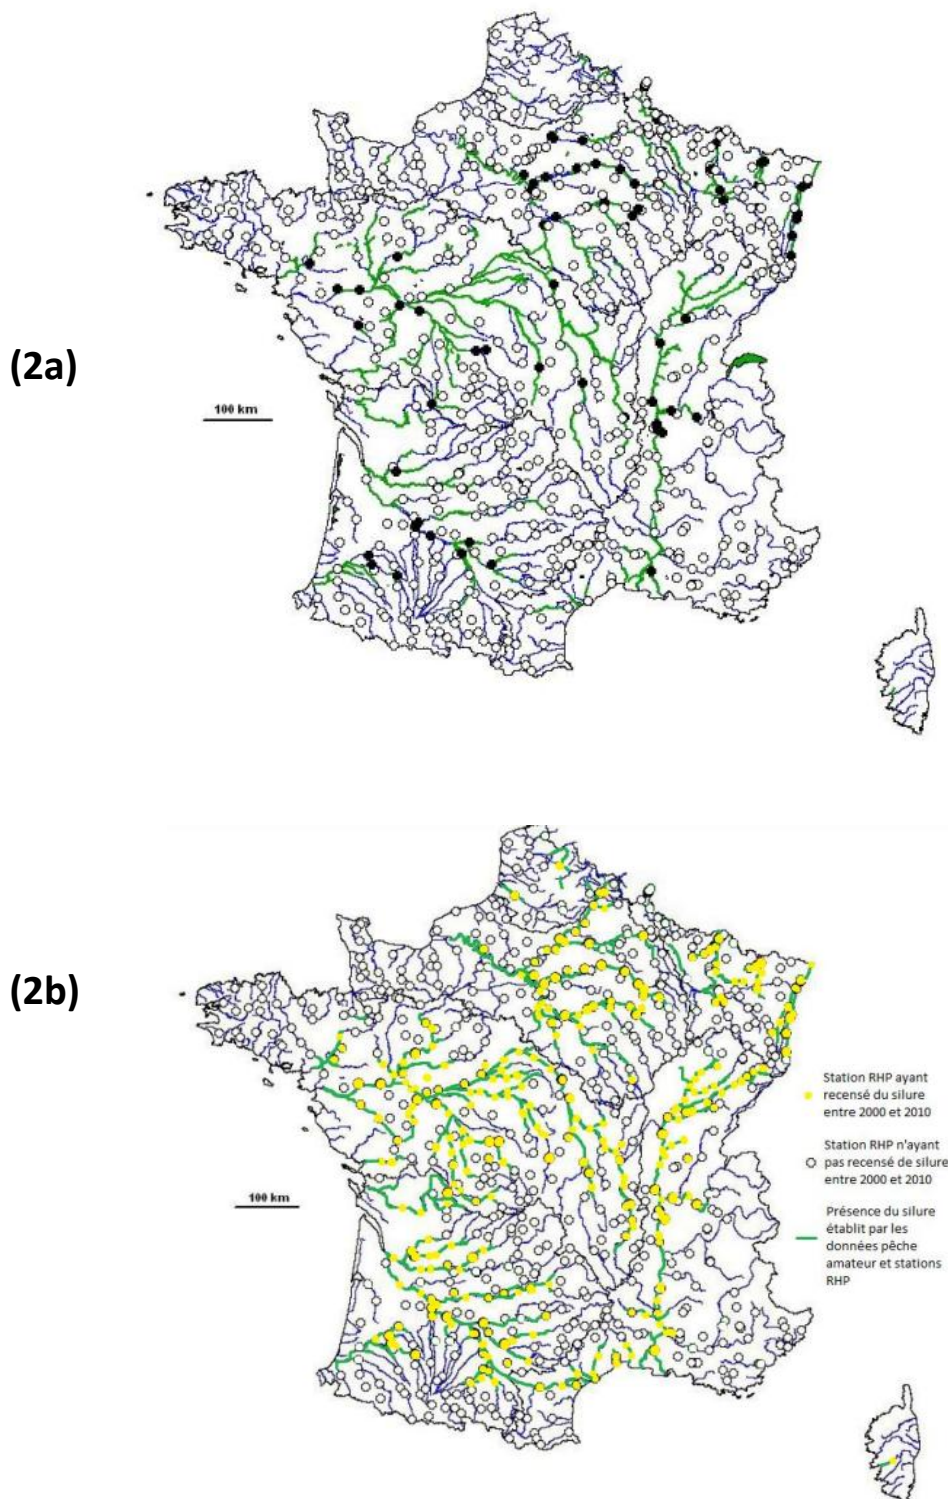 (2a)
100 km
(2b)
Station RHP ayant
recensé du silure
entre 2000 et 2010
Station RHP n'ayant
pas recensé de silure
entre 2000 et 2010
100 km
Présence du silure
établit par les
données pêche
amateur et stations
RHP